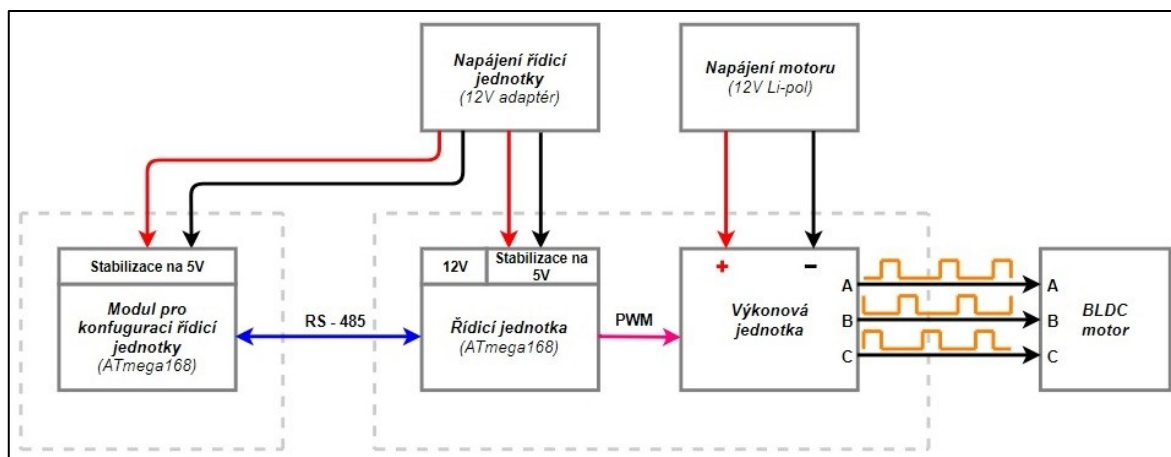 Napájení řídicí
jednotky
(12V adaptér)
Napájení motoru
(12V Li-pol)
Stabilizace na 5V
Modul pro
konfuguraci řídicí
jednotky
(ATmega168)
RS - 485
12V
Stabilizace na
5V
Řídicí jednotka
(ATmega168)
PWM
+
–
Výkonová
jednotka
A
B
C
A
B
C
BLDC
motor